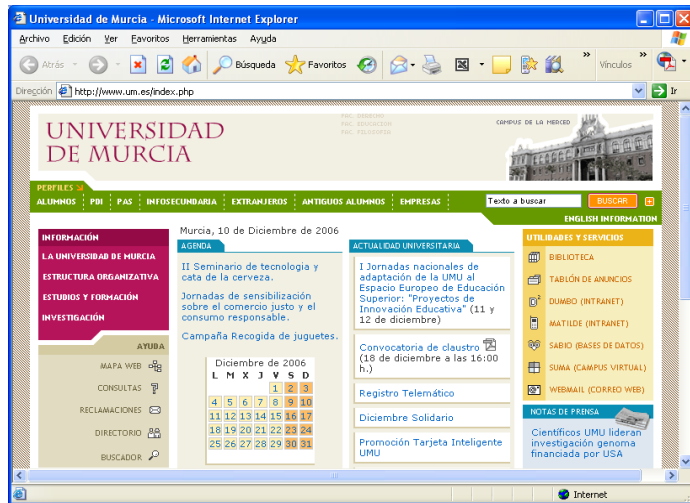 Universidad de Murcia - Microsoft Internet Explorer
Archivo Edición Ver Favoritos Herramientas Ayuda
Atrás Búsqueda Favoritos Vínculos
Dirección http://www.um.es/index.php Ir
FAC. DERECHO
FAC. EDUCACION
FAC. FILOSOFIA
CAMPUS DE LA MERCED
UNIVERSIDAD
DE MURCIA
PERFILES
ALUMNOS PDI PAS INFOSECUNDARIA EXTRANJEROS ANTIGUOS ALUMNOS EMPRESAS Texto a buscar BUSCAR
ENGLISH INFORMATION
INFORMACIÓN
LA UNIVERSIDAD DE MURCIA
ESTRUCTURA ORGANIZATIVA
ESTUDIOS Y FORMACIÓN
INVESTIGACIÓN
AYUDA
MAPA WEB
CONSULTAS
RECLAMACIONES
DIRECTORIO
BUSCADOR
Murcia, 10 de Diciembre de 2006
AGENDA
II Seminario de tecnologia y
cata de la cerveza.
Jornadas de sensibilización
sobre el comercio justo y el
consumo responsable.
Campaña Recogida de juguetes.
Diciembre de 2006
L M X J V S D
1 2 3
4 5 6 7 8 9 10
11 12 13 14 15 16 17
18 19 20 21 22 23 24
25 26 27 28 29 30 31
ACTUALIDAD UNIVERSITARIA
I Jornadas nacionales de
adaptación de la UMU al
Espacio Europeo de Educación
Superior: "Proyectos de
Innovación Educativa" (11 y
12 de diciembre)
Convocatoria de claustro
(18 de diciembre a las 16:00
h.)
Registro Telemático
Diciembre Solidario
Promoción Tarjeta Inteligente
UMU
UTILIDADES Y SERVICIOS
BIBLIOTECA
TABLÓN DE ANUNCIOS
DUMBO (INTRANET)
MATILDE (INTRANET)
SABIO (BASES DE DATOS)
SUMA (CAMPUS VIRTUAL)
WEBMAIL (CORREO WEB)
NOTAS DE PRENSA
Científicos UMU lideran
investigación genoma
financiada por USA
Internet